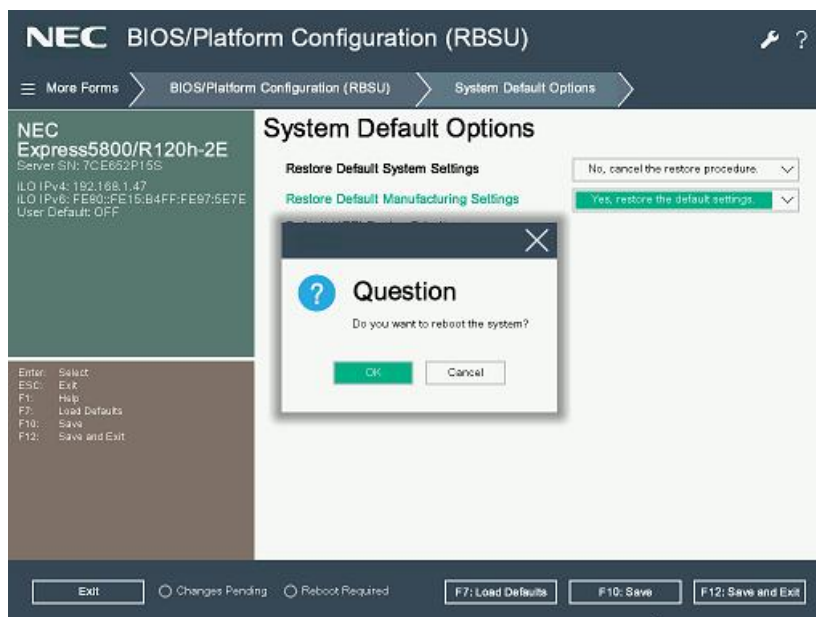 NEC BIOS/Platform Configuration (RBSU)
?
More Forms
BIOS/Platform Configuration (RBSU)
System Default Options
NEC
Express5800/R120h-2E
Server SN: 7CE652P15S
iLO IPv4: 192.168.1.47
iLO IPv6: FE80::FE15:B4FF:FE97:5E7E
User Default: OFF
Enter: Select
ESC: Exit
F1: Help
F7: Load Defaults
F10: Save
F12: Save and Exit
System Default Options
Restore Default System Settings
No, cancel the restore procedure.
Restore Default Manufacturing Settings
Yes, restore the default settings.
?
Question
Do you want to reboot the system?
OK
Cancel
Exit
Changes Pending
Reboot Required
F7: Load Defaults
F10: Save
F12: Save and Exit